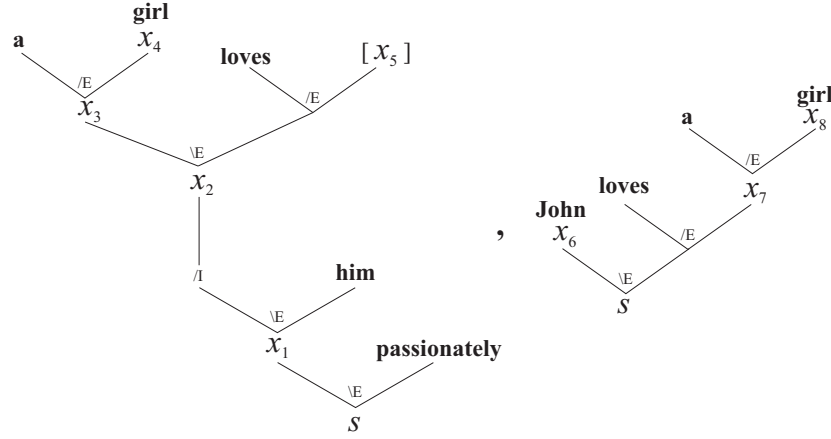 girl
a x₄ loves [ x₅ ]
/E /E
x₃
\E
x₂
/I him
\E
x₁ passionately
\E
s
,
girl
a x₈
/E
loves x₇
John
x₆ /E
\E
s